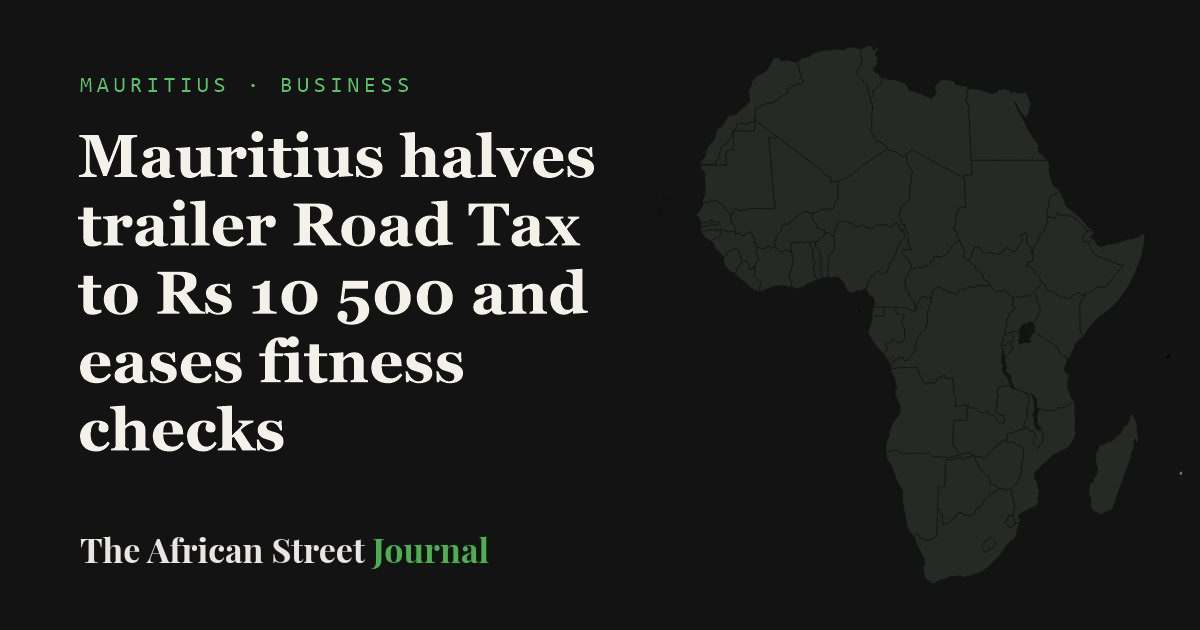 MAURITIUS · BUSINESS
Mauritius halves
trailer Road Tax
to Rs 10 500 and
eases fitness
checks
The African Street Journal